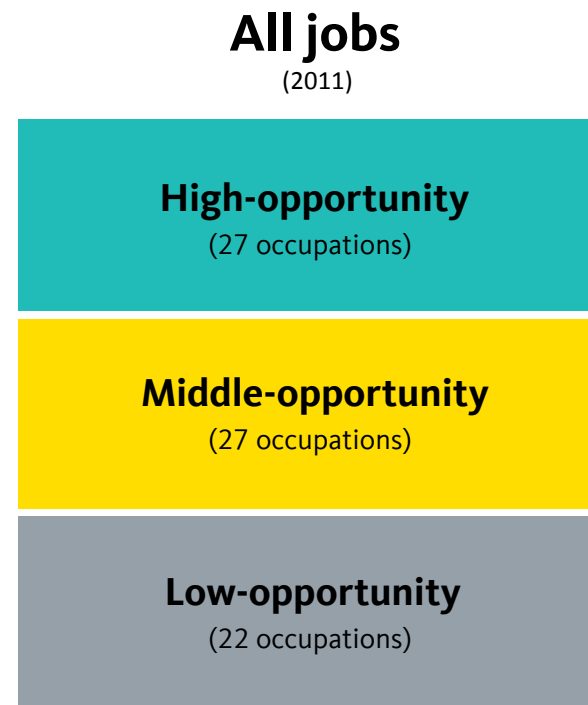 All jobs
(2011)
High-opportunity
(27 occupations)
Middle-opportunity
(27 occupations)
Low-opportunity
(22 occupations)